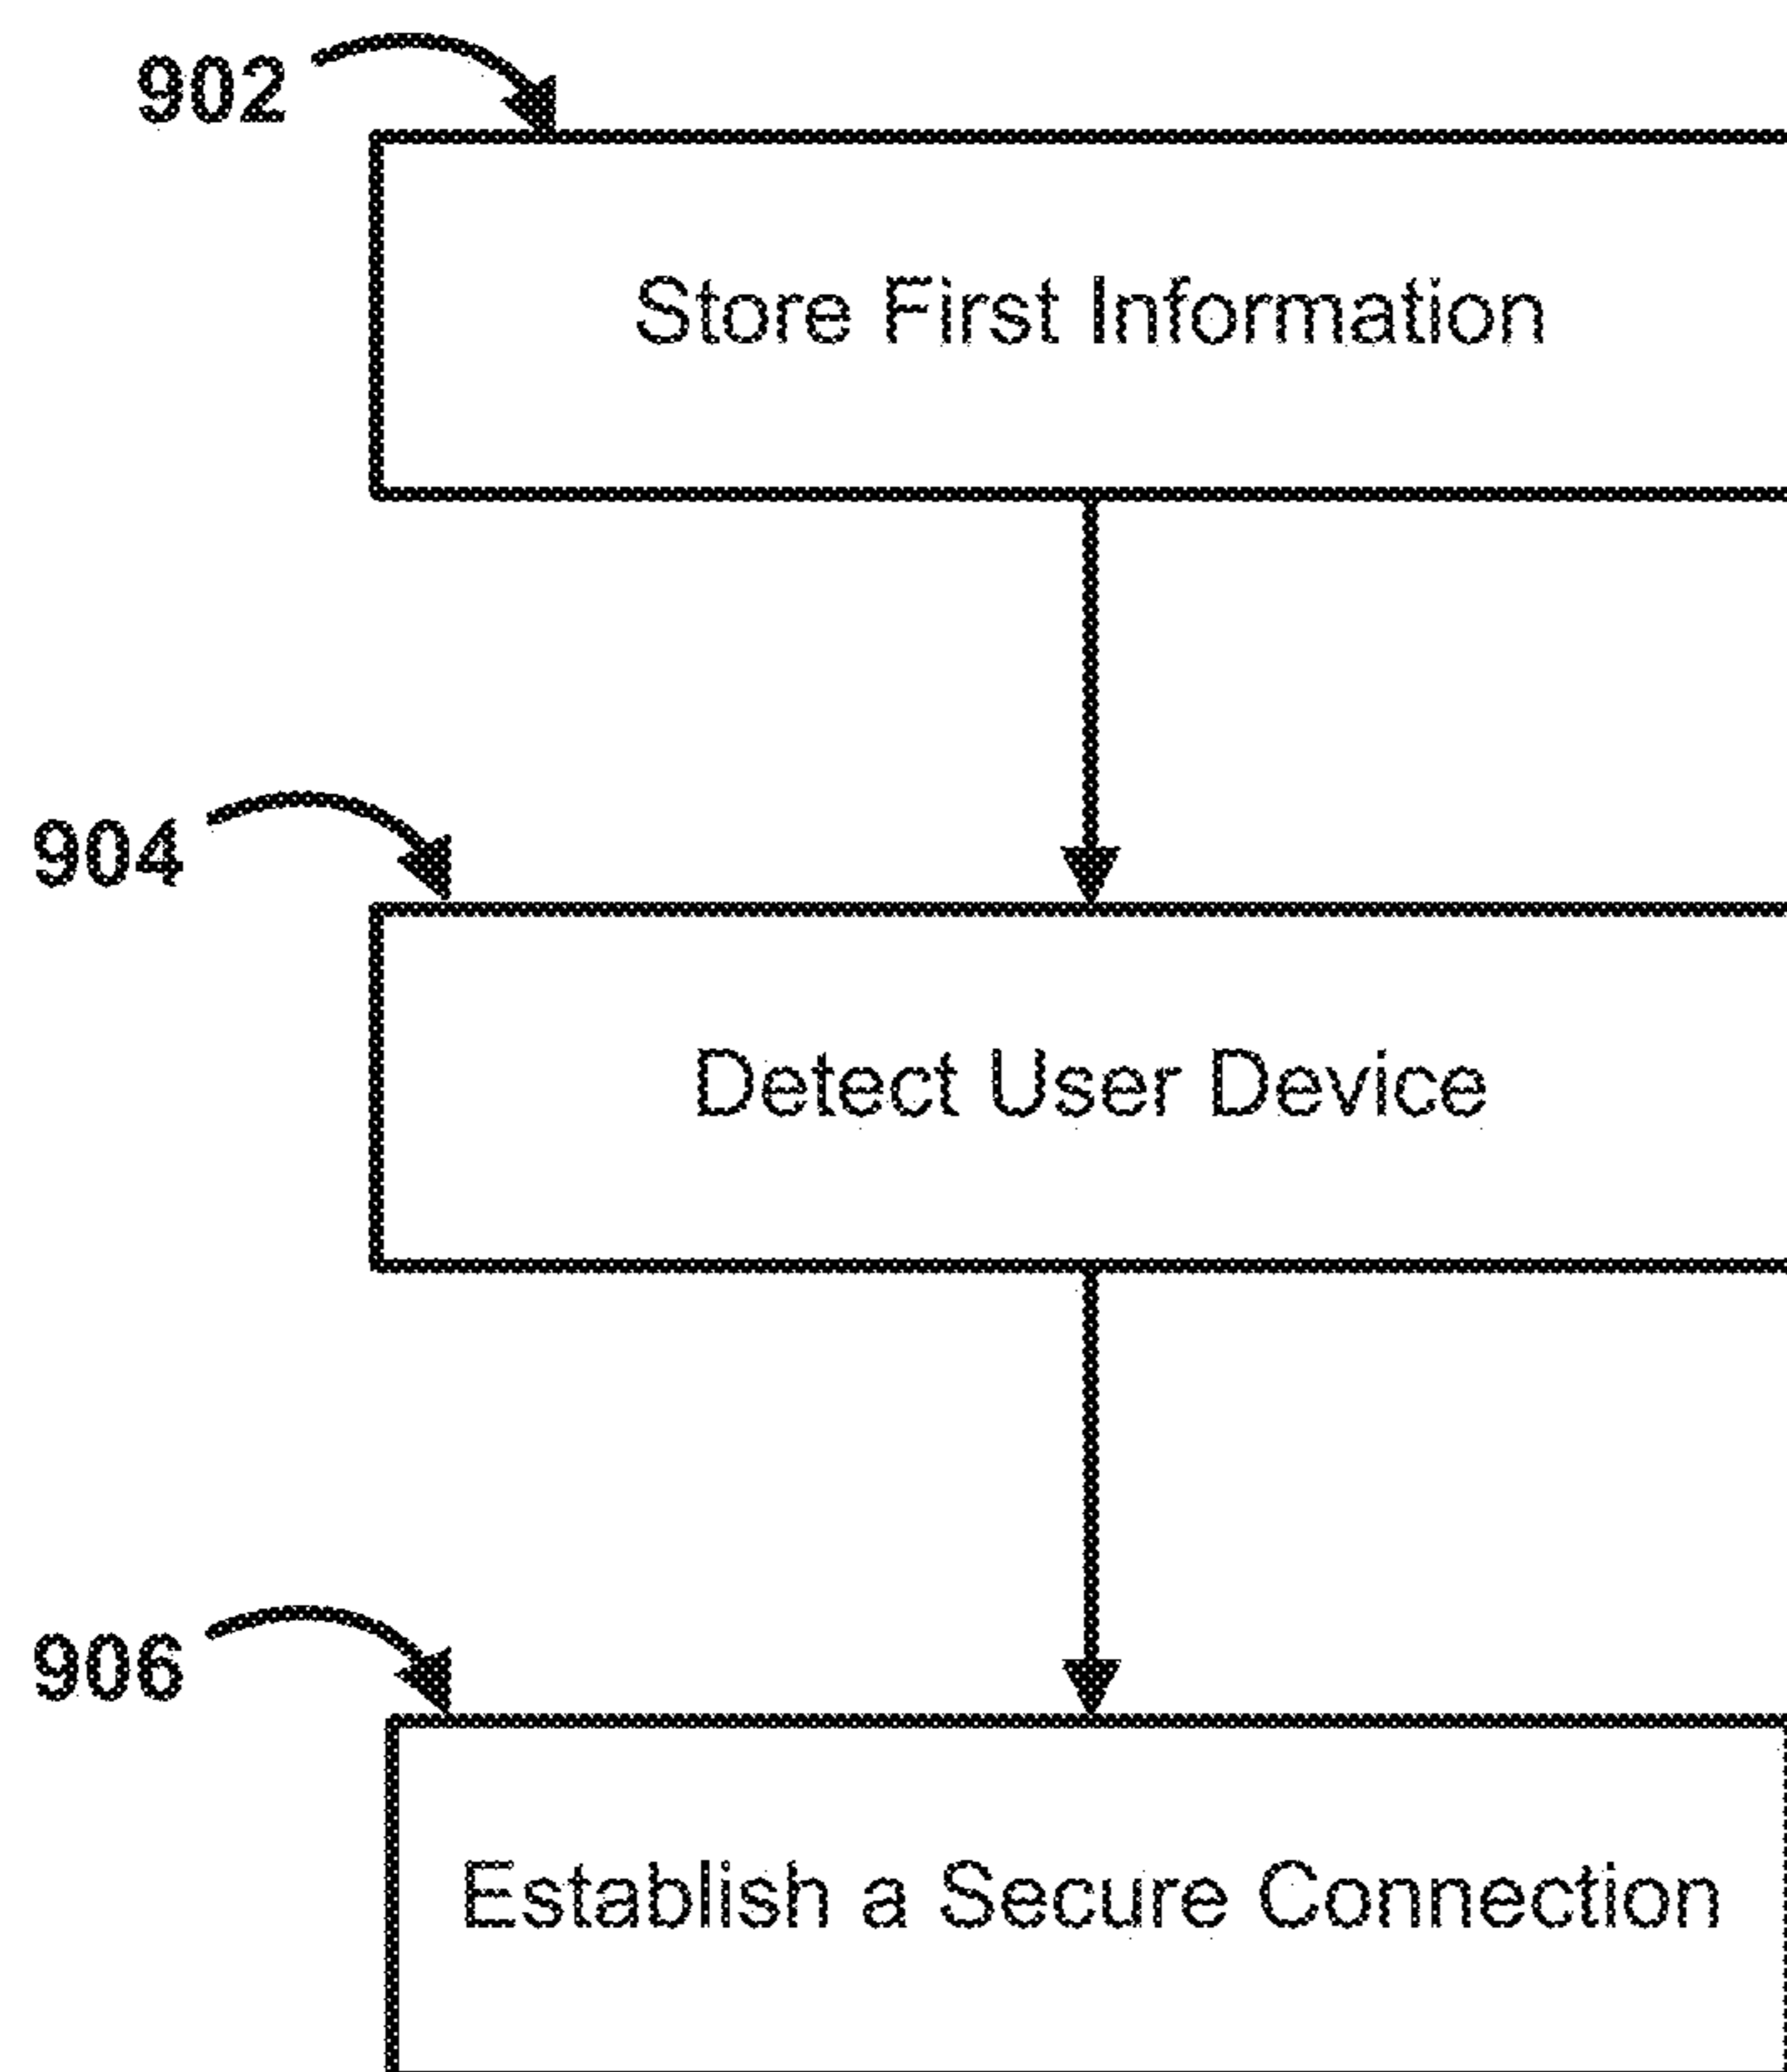 902
Store First Information
904
Detect User Device
906
Establish a Secure Connection